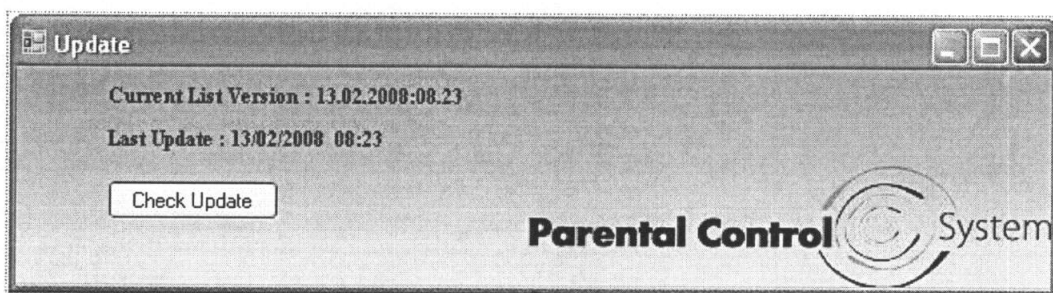 Update
Current List Version : 13.02.2008:08.23
Last Update : 13/02/2008 08:23
Check Update
Parental Control System